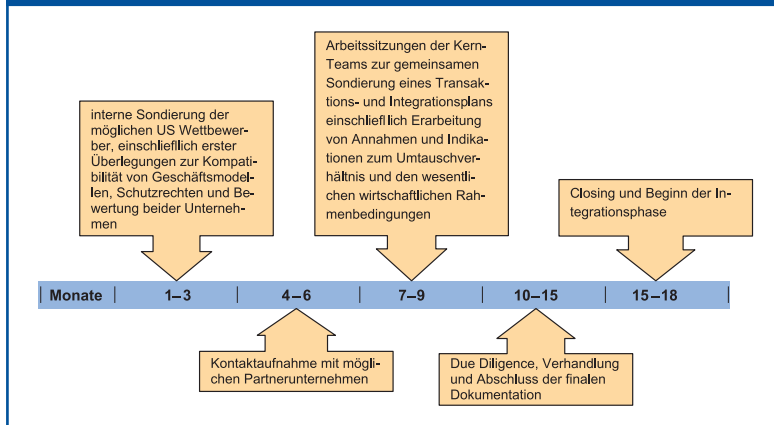 Arbeitssitzungen der Kern-
Teams zur gemeinsamen
Sondierung eines Transak-
tions- und Integrationsplans
einschlieflich Erarbeitung
von Annahmen und Indika-
tionen zum Umtauschver-
hältnis und den wesentli-
chen wirtschaftlichen Rah-
menbedingungen
interne Sondierung der
möglichen US Wettbewer-
ber, einschlieflich erster
Überlegungen zur Kompati-
bilität von Geschäftsmodel-
len, Schutzrechten und Be-
wertung beider Unterneh-
men
Closing und Beginn der In-
tegrationsphase
| Monate | 1–3 | 4–6 | 7–9 | 10–15 | 15–18 |
Kontaktaufnahme mit mögli-
chen Partnerunternehmen
Due Diligence, Verhandlung
und Abschluss der finalen
Dokumentation